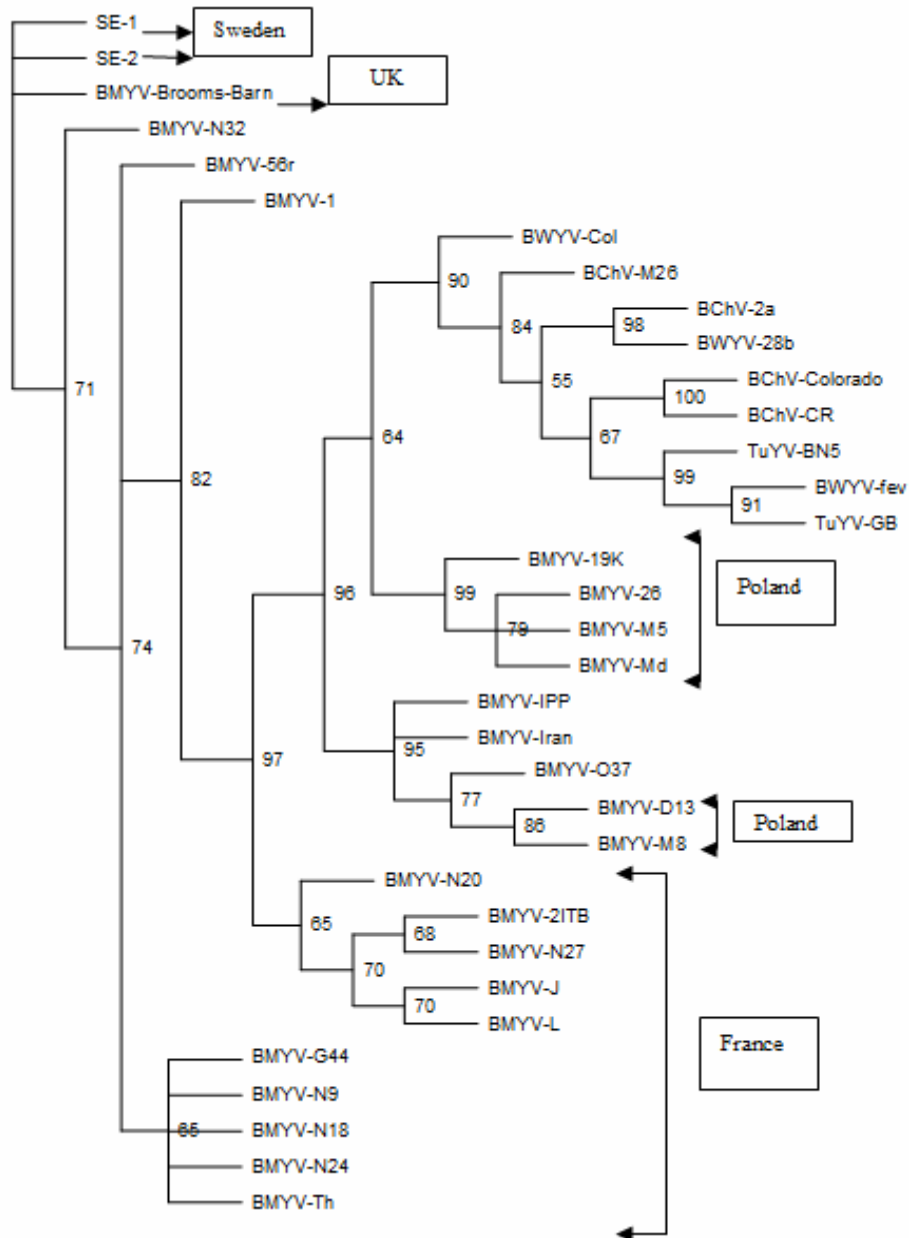 SE-1
Sweden
SE-2
UK
BMYV-Brooms-Barn
BMYV-N32
BMYV-56r
BMYV-1
BWYV-Col
BChV-M26
90
BChV-2a
84
98
BWYV-28b
55
BChV-Colorado
71
100
BChV-CR
64
67
TuYV-BN5
82
99
BWYV-fev
91
TuYV-GB
BMYV-19K
96
99
BMYV-26
Poland
79
BMYV-M5
74
BMYV-Md
BMYV-IPP
BMYV-Iran
95
97
BMYV-O37
77
BMYV-D13
86
Poland
BMYV-M8
BMYV-N20
BMYV-2ITB
65
68
BMYV-N27
70
BMYV-J
70
BMYV-L
France
BMYV-G44
BMYV-N9
65
BMYV-N18
BMYV-N24
BMYV-Th